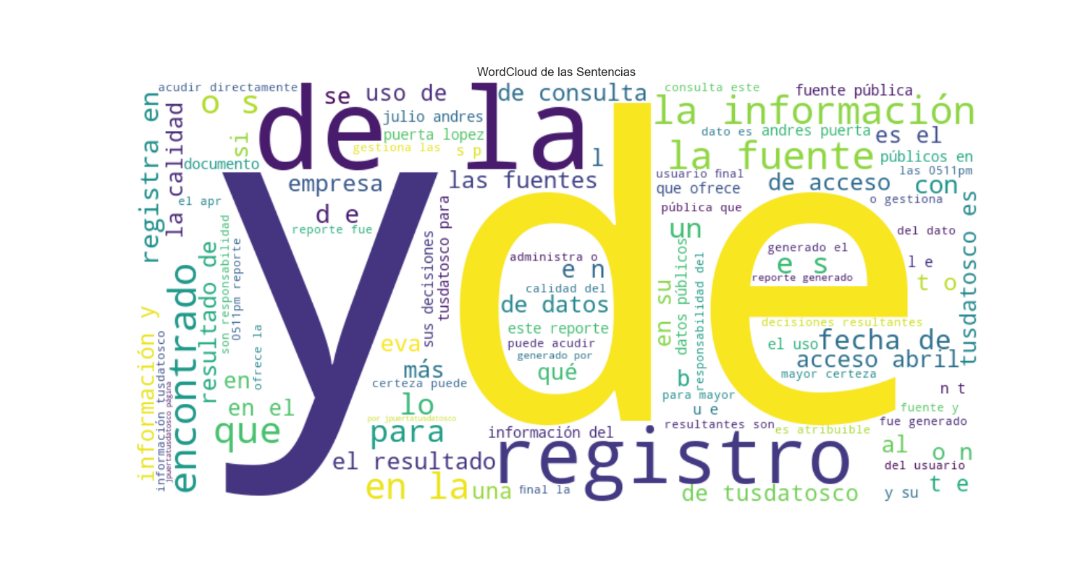 WordCloud de las Sentencias
acudir directamente
o s
de la
se
uso de
de consulta
consulta este
fuente pública
la información
registra en
la calidad
si
julio andres
puerta lopez
gestiona las
s p
l
dato es
andres puerta
es el
documento
la fuente
públicos en
empresa
las fuentes
usuario final
que ofrece
de acceso
las 0511pm
con
el apr
d e
o gestiona
y
de
reporte fue
pública que
un
tusdatosco es
del dato
encontrado
resultado de
son responsabilidad
0511pm reporte
ofrece la
sus decisiones
tusdatosco para
administra o
e n
calidad del
de datos
este reporte
puede acudir
generado por
qué
en su
datos públicos
responsabilidad del
generado el
e s
reporte generado
l e
t o
decisiones resultantes
el uso
fecha de
acceso abril
mayor certeza
información y
información tusdatosco
jpuertatusdatosco página
eva
más
certeza puede
lo
por jpuertatusdatosco
en
en el
que
para
b
para mayor
u e
n t
fuente y
resultantes son
es atribuible
fue generado
información del
registro
al
o n
el resultado
del usuario
en la
una
final la
de tusdatosco
y su
t e